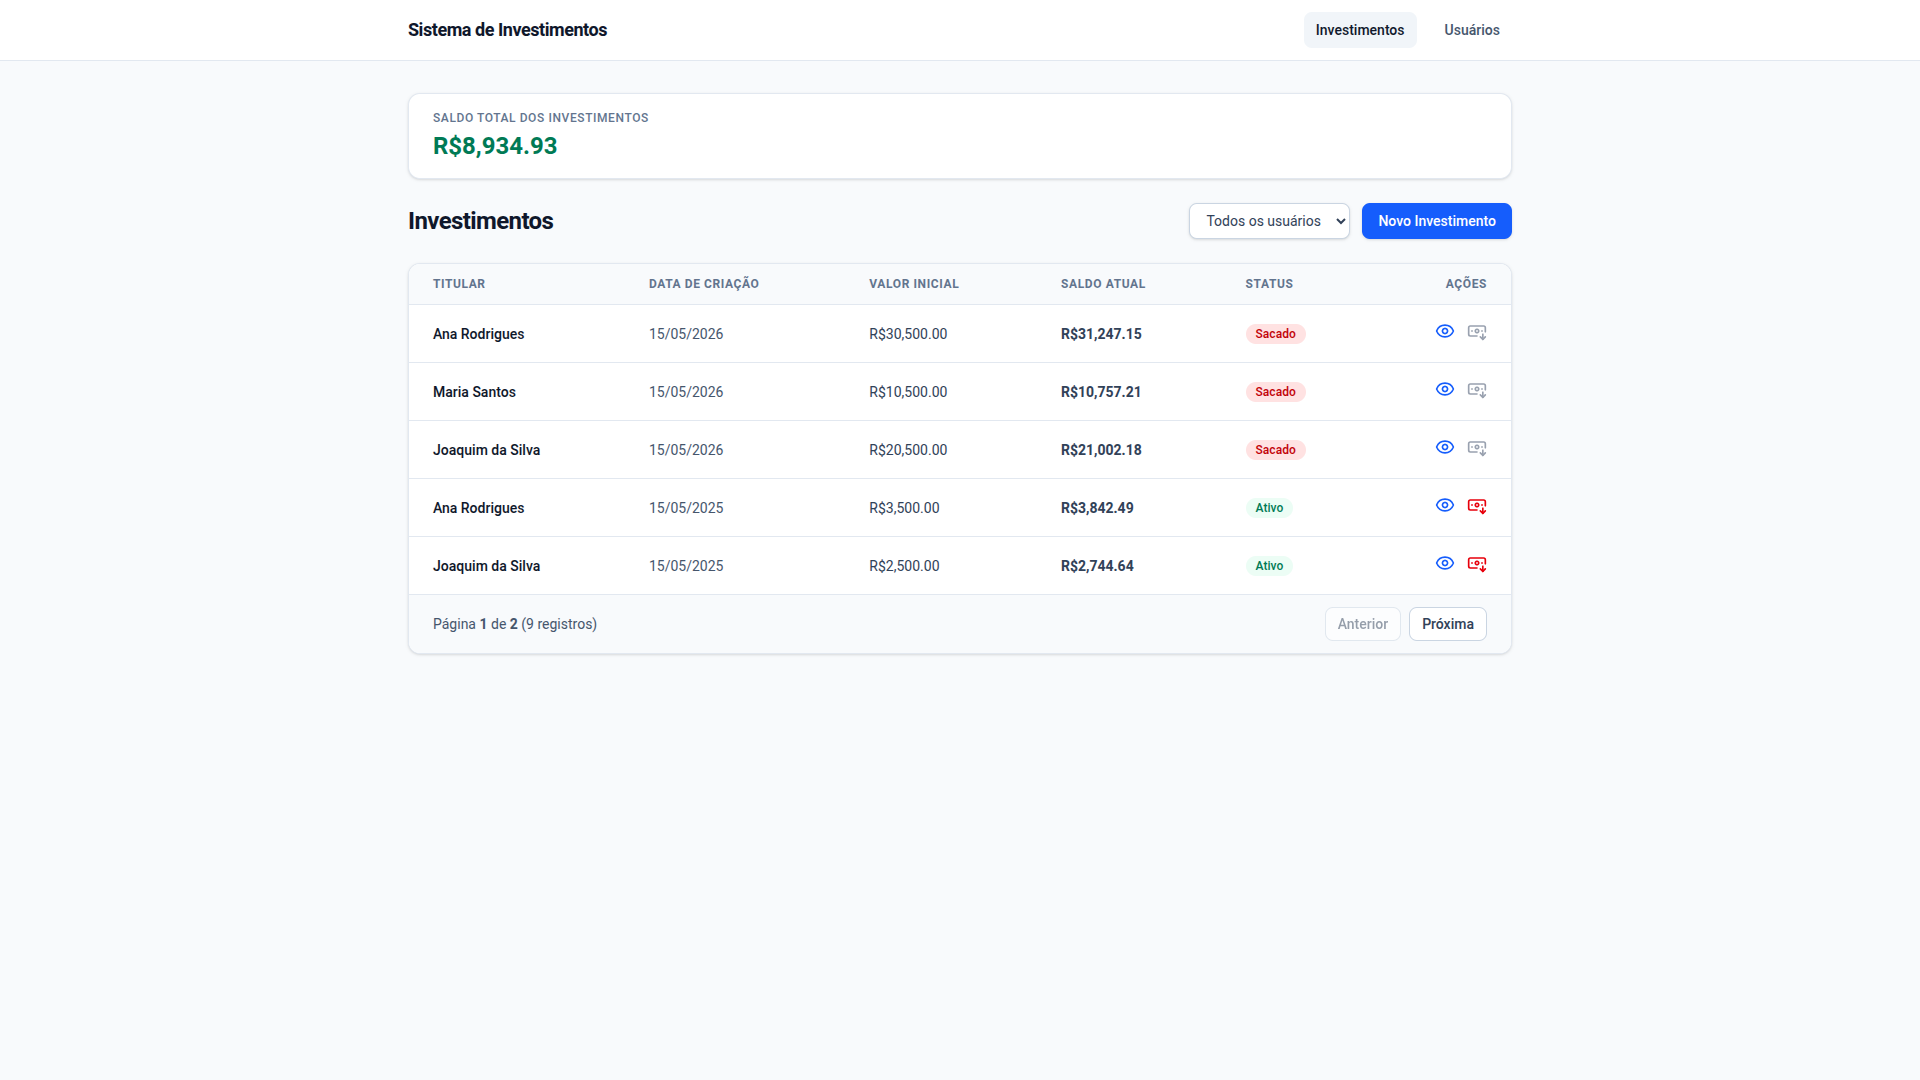 Sistema de Investimentos
Investimentos
Usuários
SALDO TOTAL DOS INVESTIMENTOS
R$8,934.93
Investimentos
Todos os usuários
Novo Investimento
TITULAR DATA DE CRIAÇÃO VALOR INICIAL SALDO ATUAL STATUS AÇÕES
Ana Rodrigues 15/05/2026 R$30,500.00 R$31,247.15 Sacado
Maria Santos 15/05/2026 R$10,500.00 R$10,757.21 Sacado
Joaquim da Silva 15/05/2026 R$20,500.00 R$21,002.18 Sacado
Ana Rodrigues 15/05/2025 R$3,500.00 R$3,842.49 Ativo
Joaquim da Silva 15/05/2025 R$2,500.00 R$2,744.64 Ativo
Página 1 de 2 (9 registros)
Anterior
Próxima